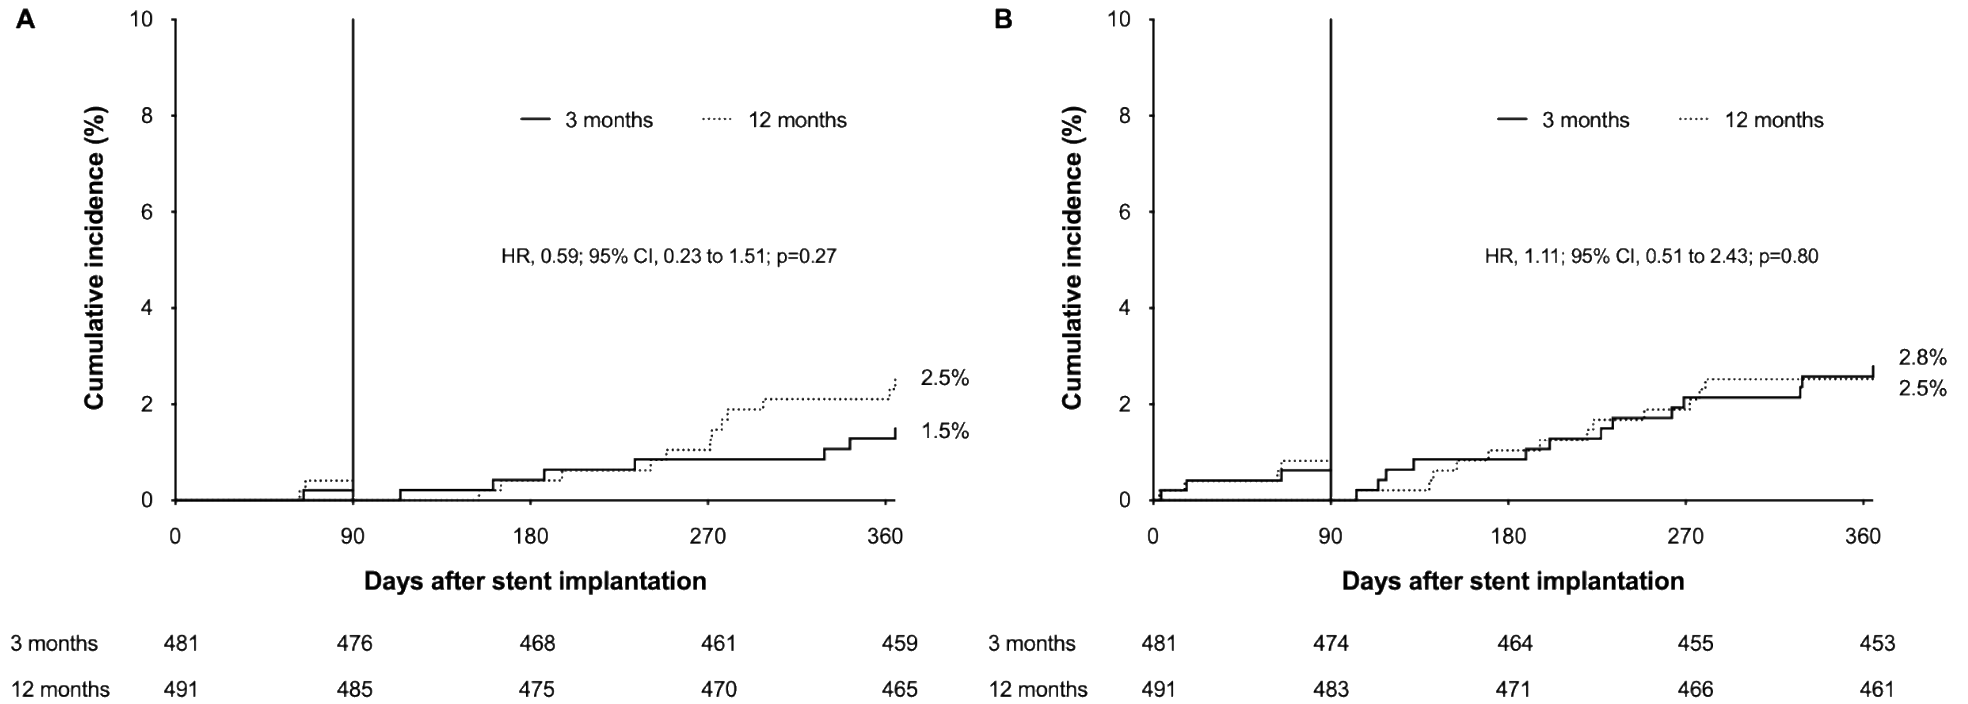 A
10
8
6
4
2
0
Cumulative incidence (%)
3 months
12 months
HR, 0.59; 95% CI, 0.23 to 1.51; p=0.27
2.5%
1.5%
0 90 180 270 360
Days after stent implantation
3 months 481 476 468 461 459
12 months 491 485 475 470 465
B
10
8
6
4
2
0
Cumulative incidence (%)
3 months
12 months
HR, 1.11; 95% CI, 0.51 to 2.43; p=0.80
2.8%
2.5%
0 90 180 270 360
Days after stent implantation
3 months 481 474 464 455 453
12 months 491 483 471 466 461